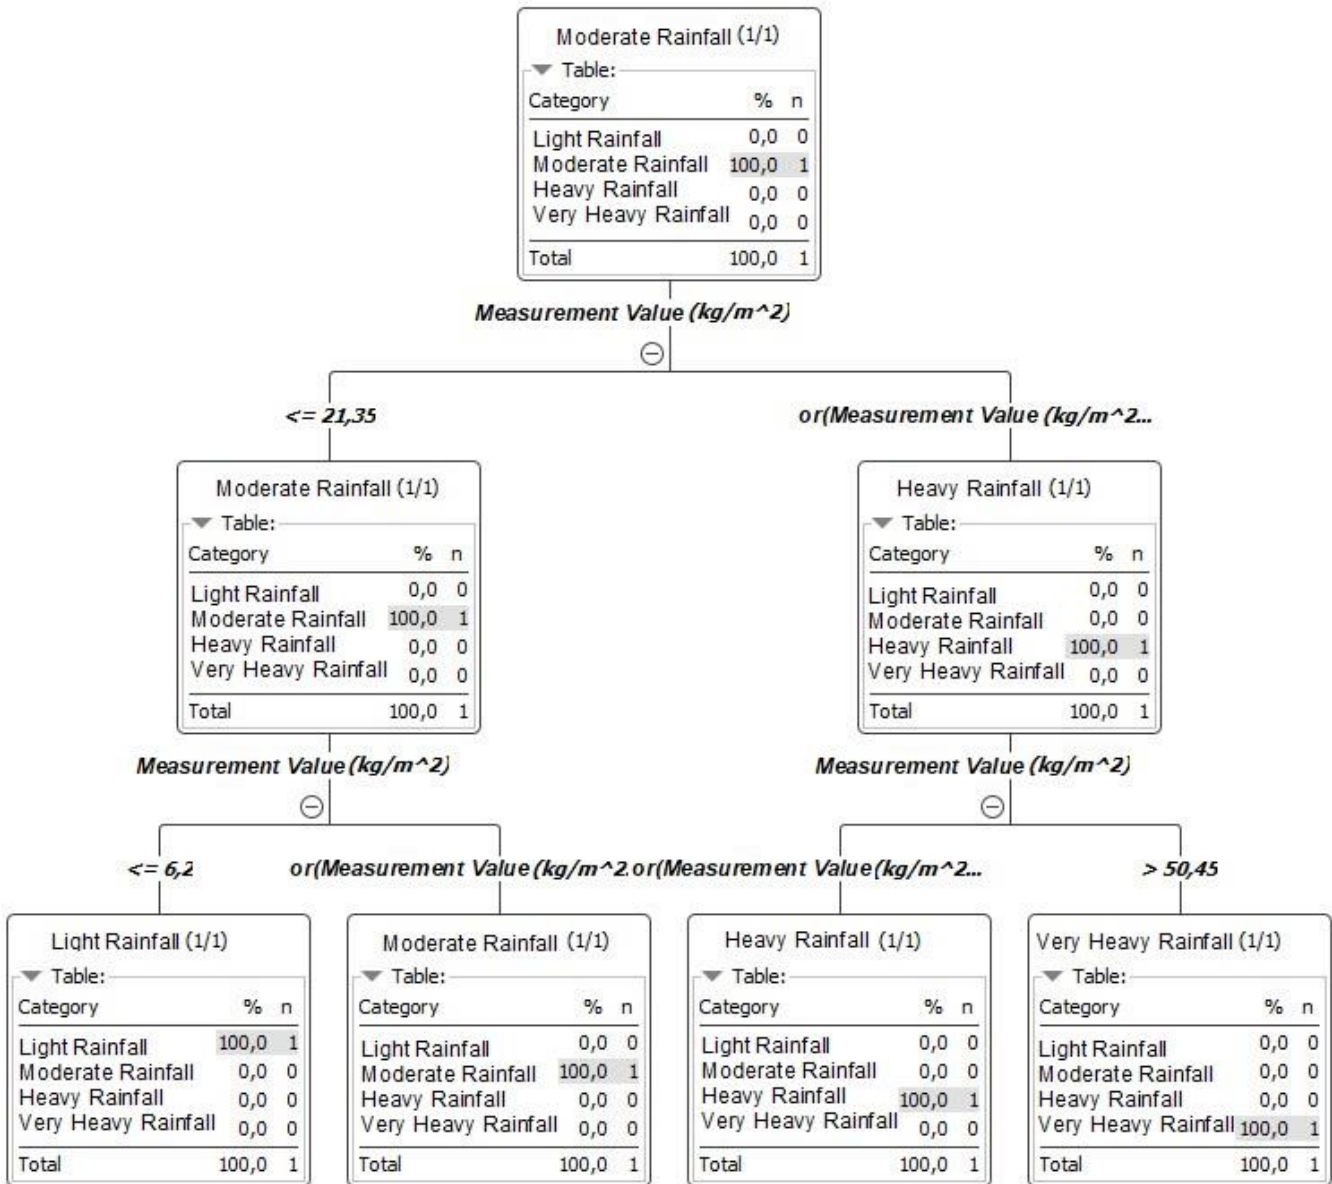 Moderate Rainfall (1/1)
Table:
Category % n
Light Rainfall 0,0 0
Moderate Rainfall 100,0 1
Heavy Rainfall 0,0 0
Very Heavy Rainfall 0,0 0
Total 100,0 1
Measurement Value (kg/m^2)
<= 21,35
or(Measurement Value (kg/m^2...
Moderate Rainfall (1/1)
Table:
Category % n
Light Rainfall 0,0 0
Moderate Rainfall 100,0 1
Heavy Rainfall 0,0 0
Very Heavy Rainfall 0,0 0
Total 100,0 1
Heavy Rainfall (1/1)
Table:
Category % n
Light Rainfall 0,0 0
Moderate Rainfall 0,0 0
Heavy Rainfall 100,0 1
Very Heavy Rainfall 0,0 0
Total 100,0 1
Measurement Value (kg/m^2)
Measurement Value (kg/m^2)
<= 6,2
or(Measurement Value (kg/m^2.
or(Measurement Value(kg/m^2...
> 50,45
Light Rainfall (1/1)
Table:
Category % n
Light Rainfall 100,0 1
Moderate Rainfall 0,0 0
Heavy Rainfall 0,0 0
Very Heavy Rainfall 0,0 0
Total 100,0 1
Moderate Rainfall (1/1)
Table:
Category % n
Light Rainfall 0,0 0
Moderate Rainfall 100,0 1
Heavy Rainfall 0,0 0
Very Heavy Rainfall 0,0 0
Total 100,0 1
Heavy Rainfall (1/1)
Table:
Category % n
Light Rainfall 0,0 0
Moderate Rainfall 0,0 0
Heavy Rainfall 100,0 1
Very Heavy Rainfall 0,0 0
Total 100,0 1
Very Heavy Rainfall (1/1)
Table:
Category % n
Light Rainfall 0,0 0
Moderate Rainfall 0,0 0
Heavy Rainfall 0,0 0
Very Heavy Rainfall 100,0 1
Total 100,0 1